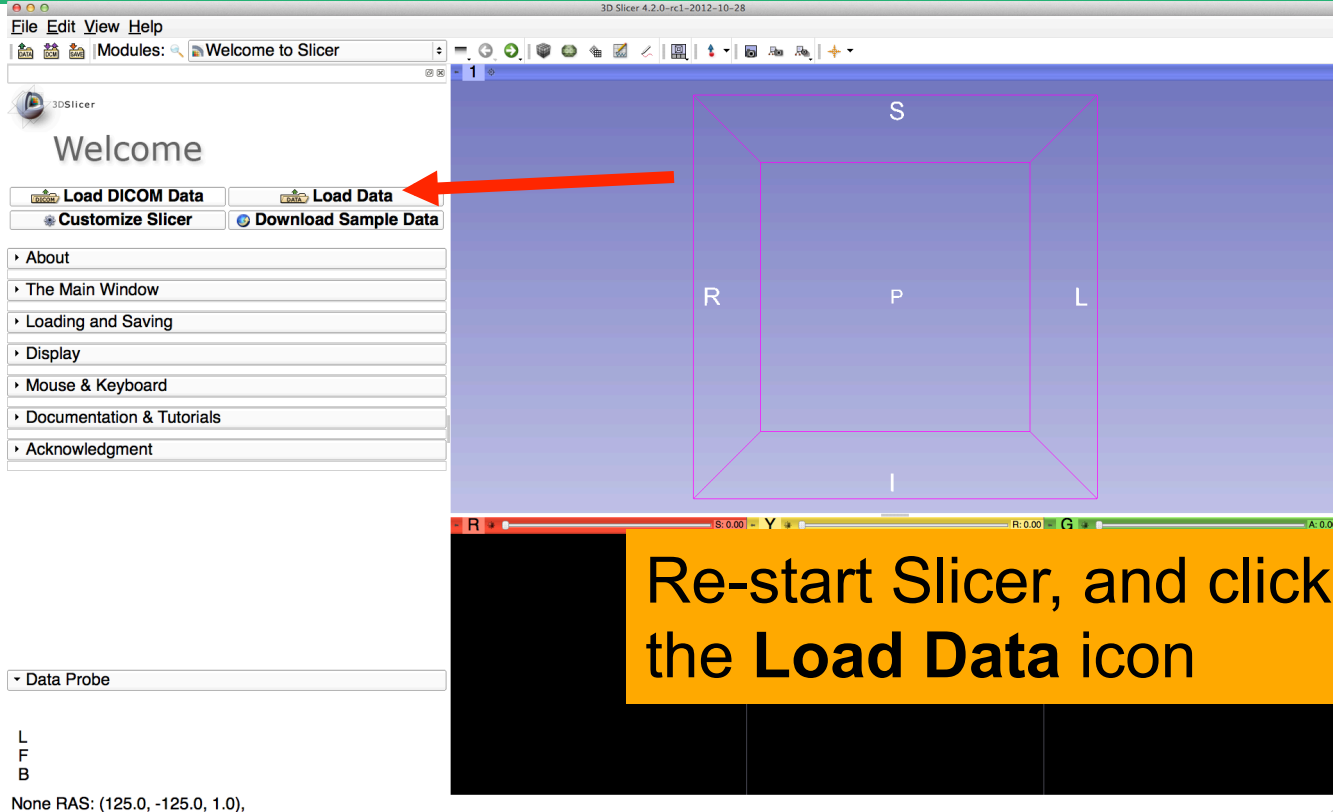 3D Slicer 4.2.0-rc1-2012-10-28
File Edit View Help
DATA DCM SAVE Modules: Welcome to Slicer
1
3DSlicer
Welcome
DICOM Load DICOM Data DATA Load Data
Customize Slicer Download Sample Data
About
The Main Window
Loading and Saving
Display
Mouse & Keyboard
Documentation & Tutorials
Acknowledgment
S
R P L
I
R S: 0.00 Y R: 0.00 G A: 0.00
Re-start Slicer, and click
the Load Data icon
Data Probe
L
F
B
None RAS: (125.0, -125.0, 1.0),